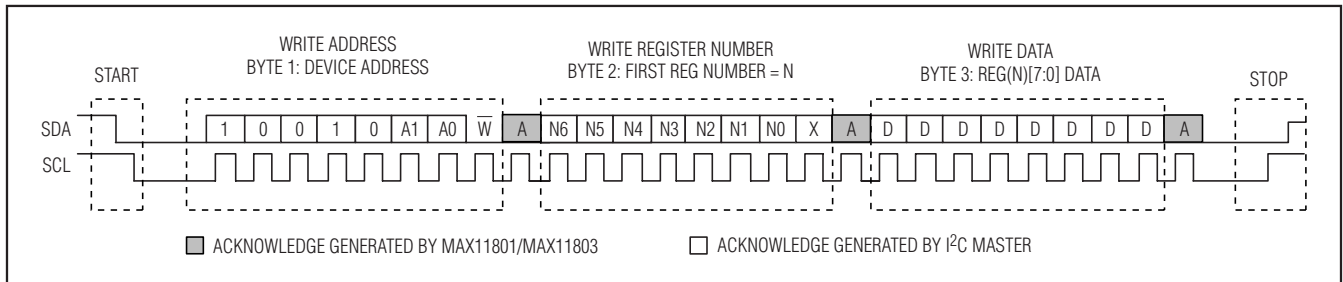 WRITE ADDRESS
BYTE 1: DEVICE ADDRESS
WRITE REGISTER NUMBER
BYTE 2: FIRST REG NUMBER = N
WRITE DATA
BYTE 3: REG(N)[7:0] DATA
START
STOP
SDA 1 0 0 1 0 A1 A0 W̅ A N6 N5 N4 N3 N2 N1 N0 X A D D D D D D D D A
SCL
ACKNOWLEDGE GENERATED BY MAX11801/MAX11803
ACKNOWLEDGE GENERATED BY I²C MASTER